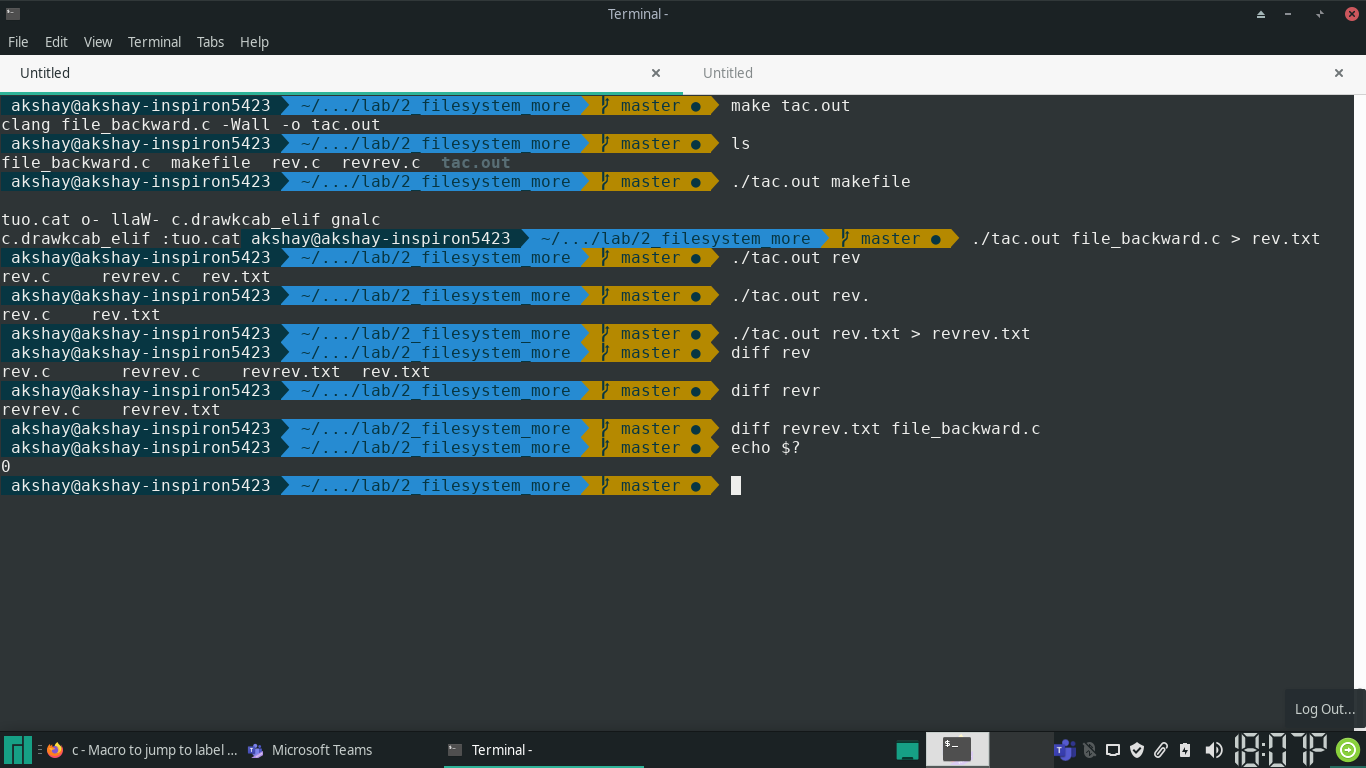 Terminal -
File Edit View Terminal Tabs Help
Untitled Untitled
akshay@akshay-inspiron5423 ~/.../lab/2_filesystem_more master ● make tac.out
clang file_backward.c -Wall -o tac.out
akshay@akshay-inspiron5423 ~/.../lab/2_filesystem_more master ● ls
file_backward.c makefile rev.c revrev.c tac.out
akshay@akshay-inspiron5423 ~/.../lab/2_filesystem_more master ● ./tac.out makefile
tuo.cat o- llaW- c.drawkcab_elif gnalc
c.drawkcab_elif :tuo.cat akshay@akshay-inspiron5423 ~/.../lab/2_filesystem_more master ● ./tac.out file_backward.c > rev.txt
akshay@akshay-inspiron5423 ~/.../lab/2_filesystem_more master ● ./tac.out rev
rev.c revrev.c rev.txt
akshay@akshay-inspiron5423 ~/.../lab/2_filesystem_more master ● ./tac.out rev.
rev.c rev.txt
akshay@akshay-inspiron5423 ~/.../lab/2_filesystem_more master ● ./tac.out rev.txt > revrev.txt
akshay@akshay-inspiron5423 ~/.../lab/2_filesystem_more master ● diff rev
rev.c revrev.c revrev.txt rev.txt
akshay@akshay-inspiron5423 ~/.../lab/2_filesystem_more master ● diff revr
revrev.c revrev.txt
akshay@akshay-inspiron5423 ~/.../lab/2_filesystem_more master ● diff revrev.txt file_backward.c
akshay@akshay-inspiron5423 ~/.../lab/2_filesystem_more master ● echo $?
0
akshay@akshay-inspiron5423 ~/.../lab/2_filesystem_more master ●
Log Out...
c - Macro to jump to label ... Microsoft Teams Terminal - 18:07P